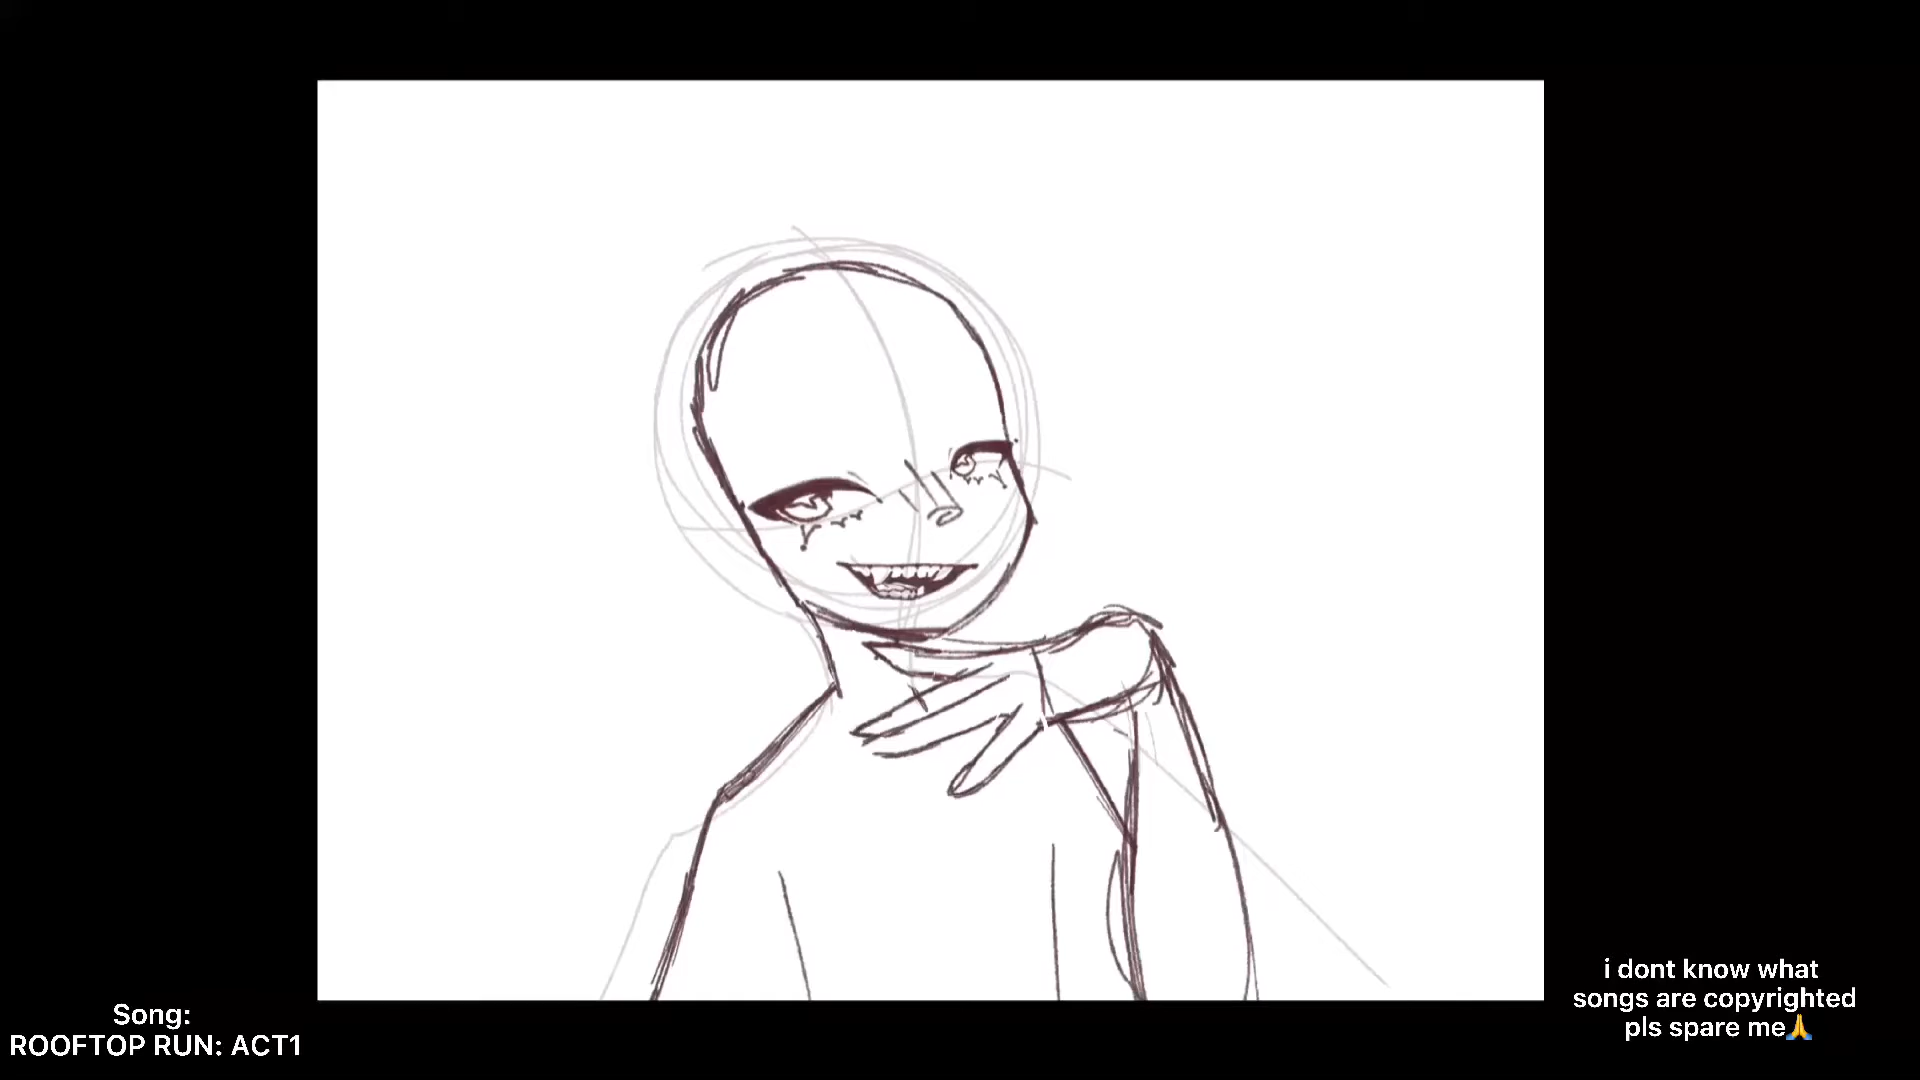 Song:
ROOFTOP RUN: ACT1
i dont know what
songs are copyrighted
pls spare me🙏